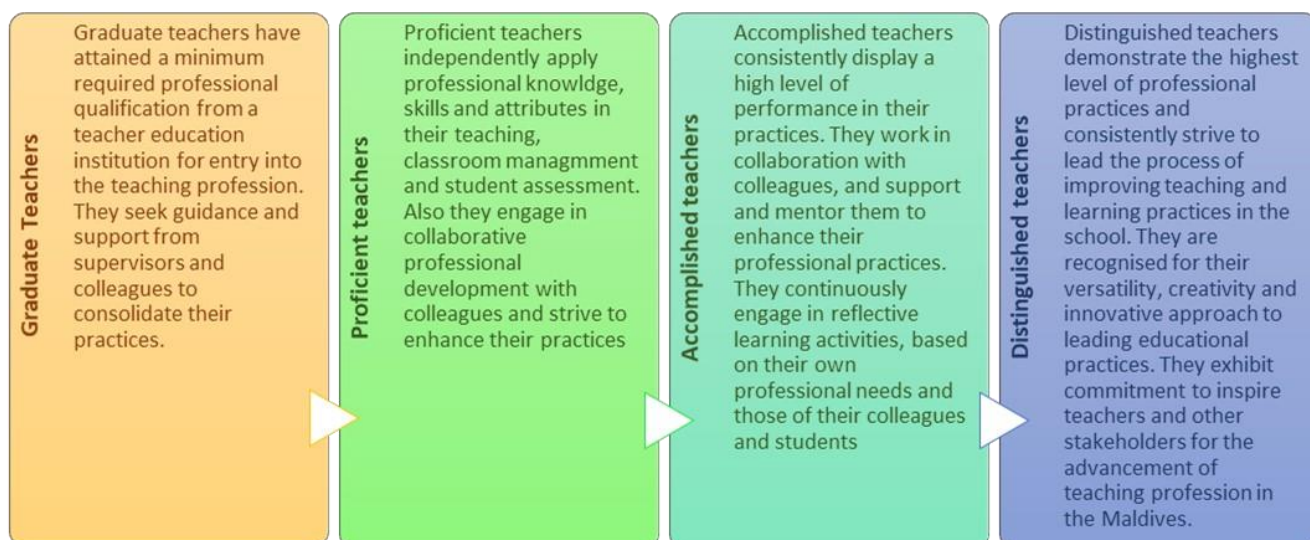 Graduate Teachers
Graduate teachers have
attained a minimum
required professional
qualification from a
teacher education
institution for entry into
the teaching profession.
They seek guidance and
support from
supervisors and
colleagues to
consolidate their
practices.
Proficient teachers
Proficient teachers
independently apply
professional knowldge,
skills and attributes in
their teaching,
classroom managmment
and student assessment.
Also they engage in
collaborative
professional
development with
colleagues and strive to
enhance their practices
Accomplished teachers
Accomplished teachers
consistently display a
high level of
performance in their
practices. They work in
collaboration with
colleagues, and support
and mentor them to
enhance their
professional practices.
They continuously
engage in reflective
learning activities, based
on their own
professional needs and
those of their colleagues
and students
Distinguished teachers
Distinguished teachers
demonstrate the highest
level of professional
practices and
consistently strive to
lead the process of
improving teaching and
learning practices in the
school. They are
recognised for their
versatility, creativity and
innovative approach to
leading educational
practices. They exhibit
commitment to inspire
teachers and other
stakeholders for the
advancement of
teaching profession in
the Maldives.